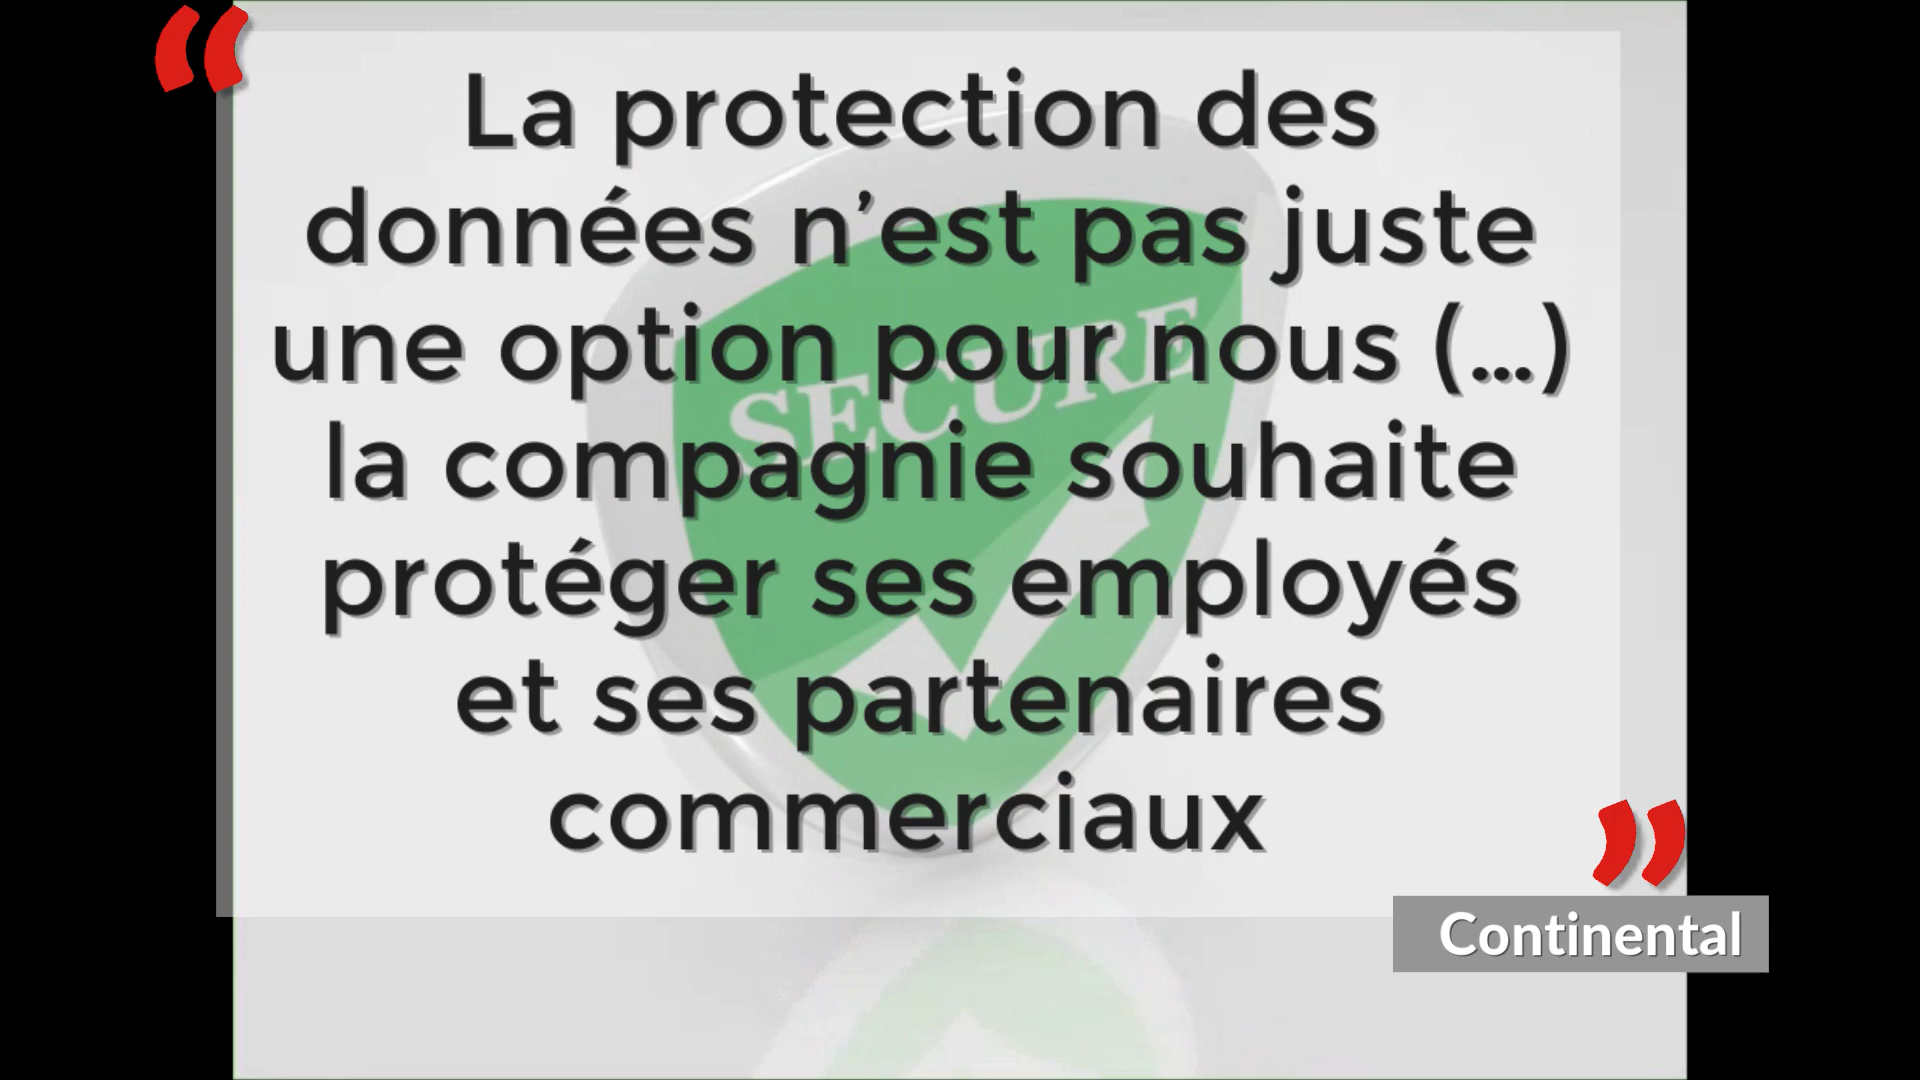 “
La protection des
données n’est pas juste
une option pour nous (...)
la compagnie souhaite
protéger ses employés
et ses partenaires
commerciaux
”
Continental
SECURE